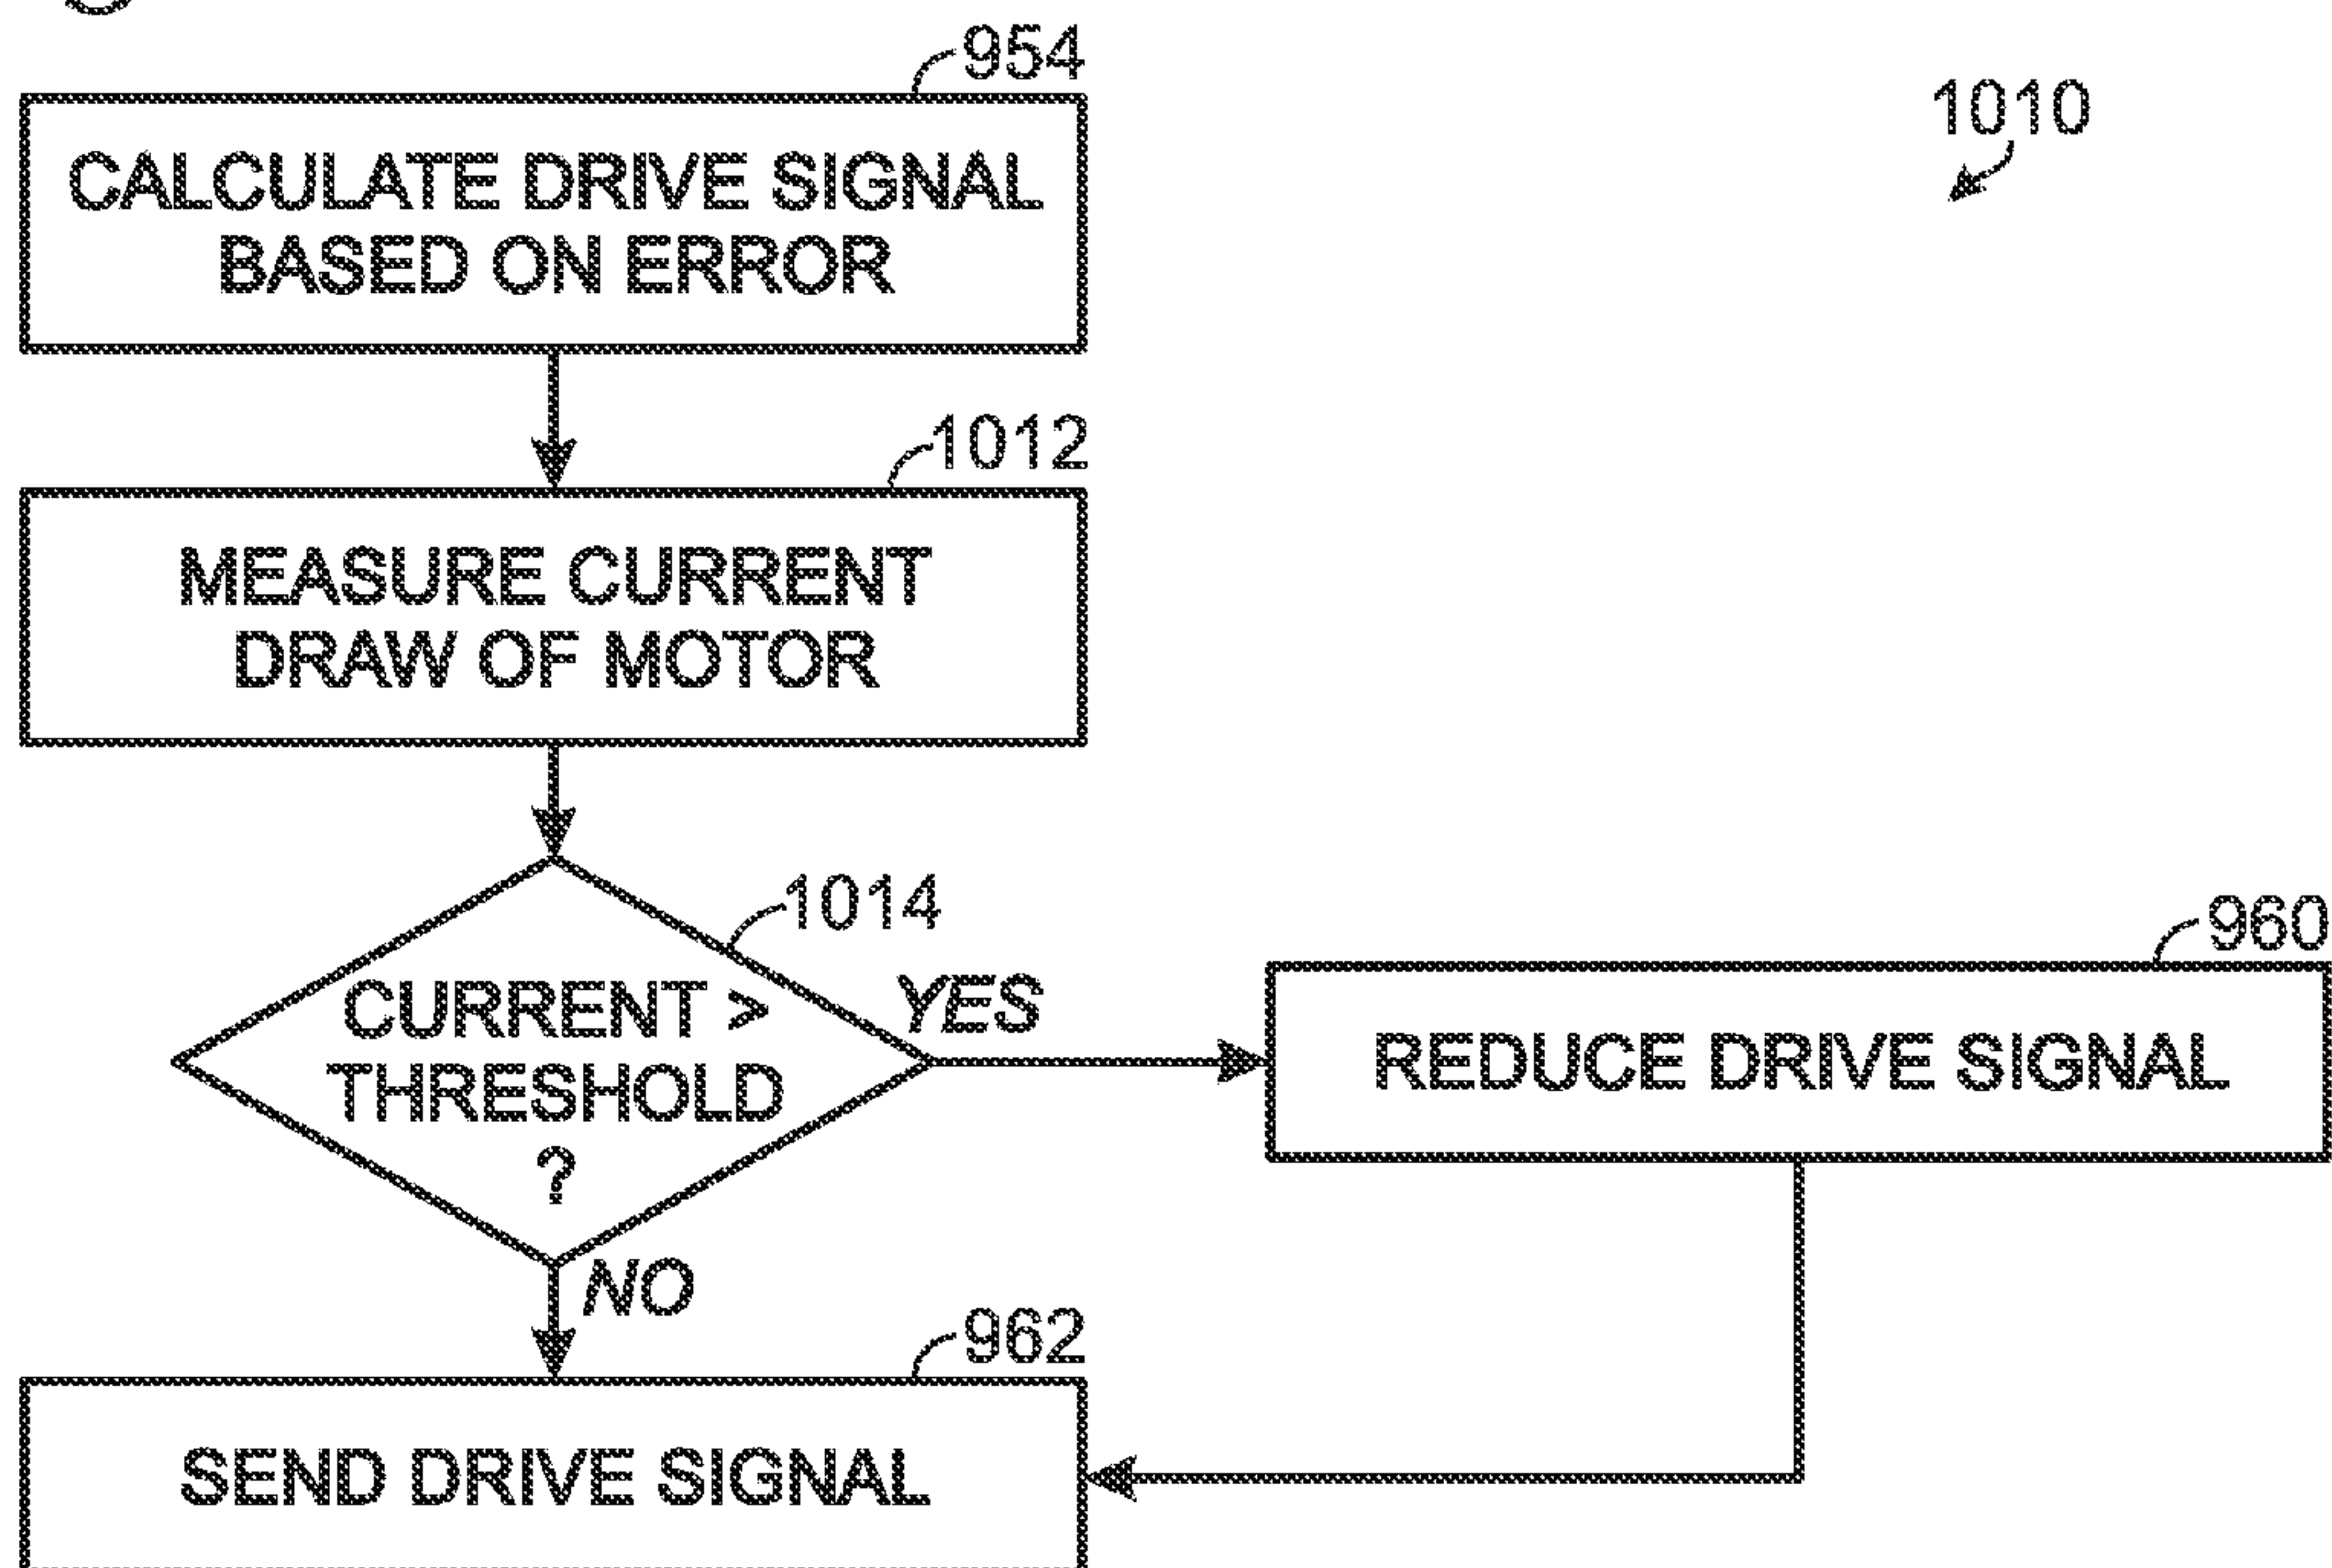 954
1010
CALCULATE DRIVE SIGNAL
BASED ON ERROR
1012
MEASURE CURRENT
DRAW OF MOTOR
1014
CURRENT >
THRESHOLD
?
YES
960
REDUCE DRIVE SIGNAL
NO
962
SEND DRIVE SIGNAL